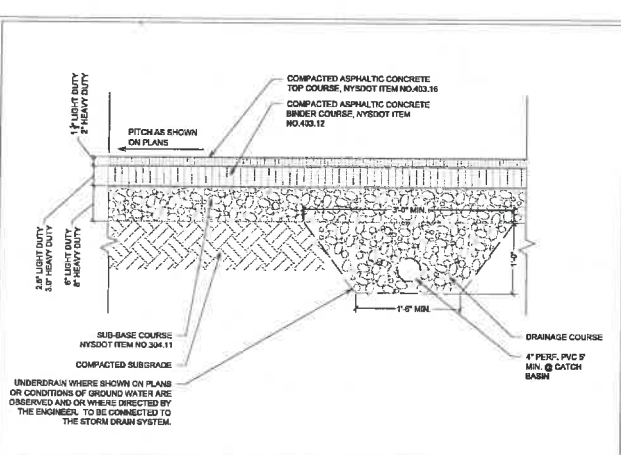 COMPACTED ASPHALTIC CONCRETE
TOP COURSE, NYSDOT ITEM NO.403.16
COMPACTED ASPHALTIC CONCRETE
BINDER COURSE, NYSDOT ITEM
NO.403.12
PITCH AS SHOWN
ON PLANS
LIGHT DUTY
2" HEAVY DUTY
2.5" LIGHT DUTY
3.0" HEAVY DUTY
6" LIGHT DUTY
8" HEAVY DUTY
3'-0" MIN.
1'-0"
1'-6" MIN.
SUB-BASE COURSE
NYSDOT ITEM NO 304.11
COMPACTED SUBGRADE
UNDERDRAIN WHERE SHOWN ON PLANS
OR CONDITIONS OF GROUND WATER ARE
OBSERVED AND OR WHERE DIRECTED BY
THE ENGINEER. TO BE CONNECTED TO
THE STORM DRAIN SYSTEM.
DRAINAGE COURSE
4" PERF. PVC 5'
MIN. @ CATCH
BASIN